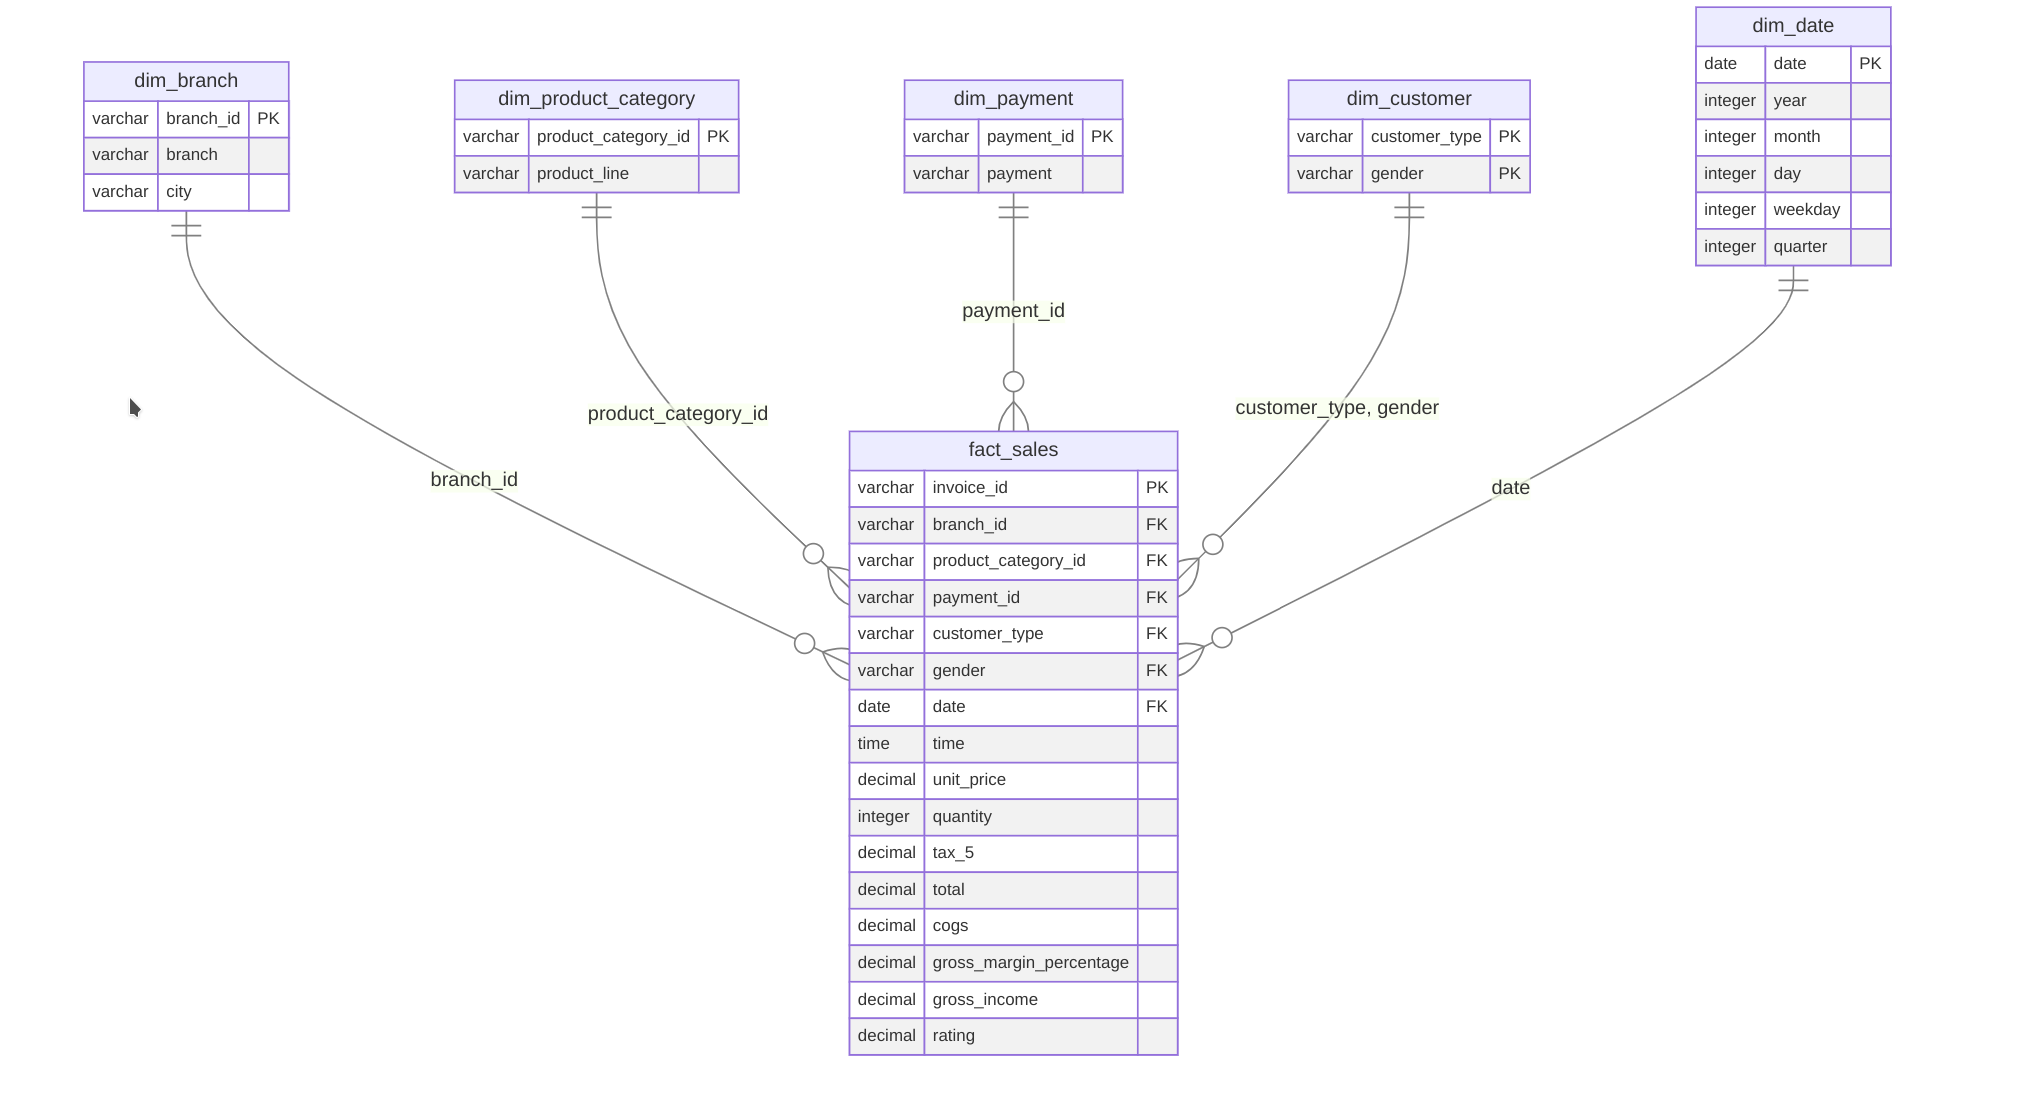 dim_branch
varchar branch_id PK
varchar branch
varchar city
dim_product_category
varchar product_category_id PK
varchar product_line
dim_payment
varchar payment_id PK
varchar payment
dim_customer
varchar customer_type PK
varchar gender PK
dim_date
date date PK
integer year
integer month
integer day
integer weekday
integer quarter
payment_id
customer_type, gender
product_category_id
branch_id
date
fact_sales
varchar invoice_id PK
varchar branch_id FK
varchar product_category_id FK
varchar payment_id FK
varchar customer_type FK
varchar gender FK
date date FK
time time
decimal unit_price
integer quantity
decimal tax_5
decimal total
decimal cogs
decimal gross_margin_percentage
decimal gross_income
decimal rating